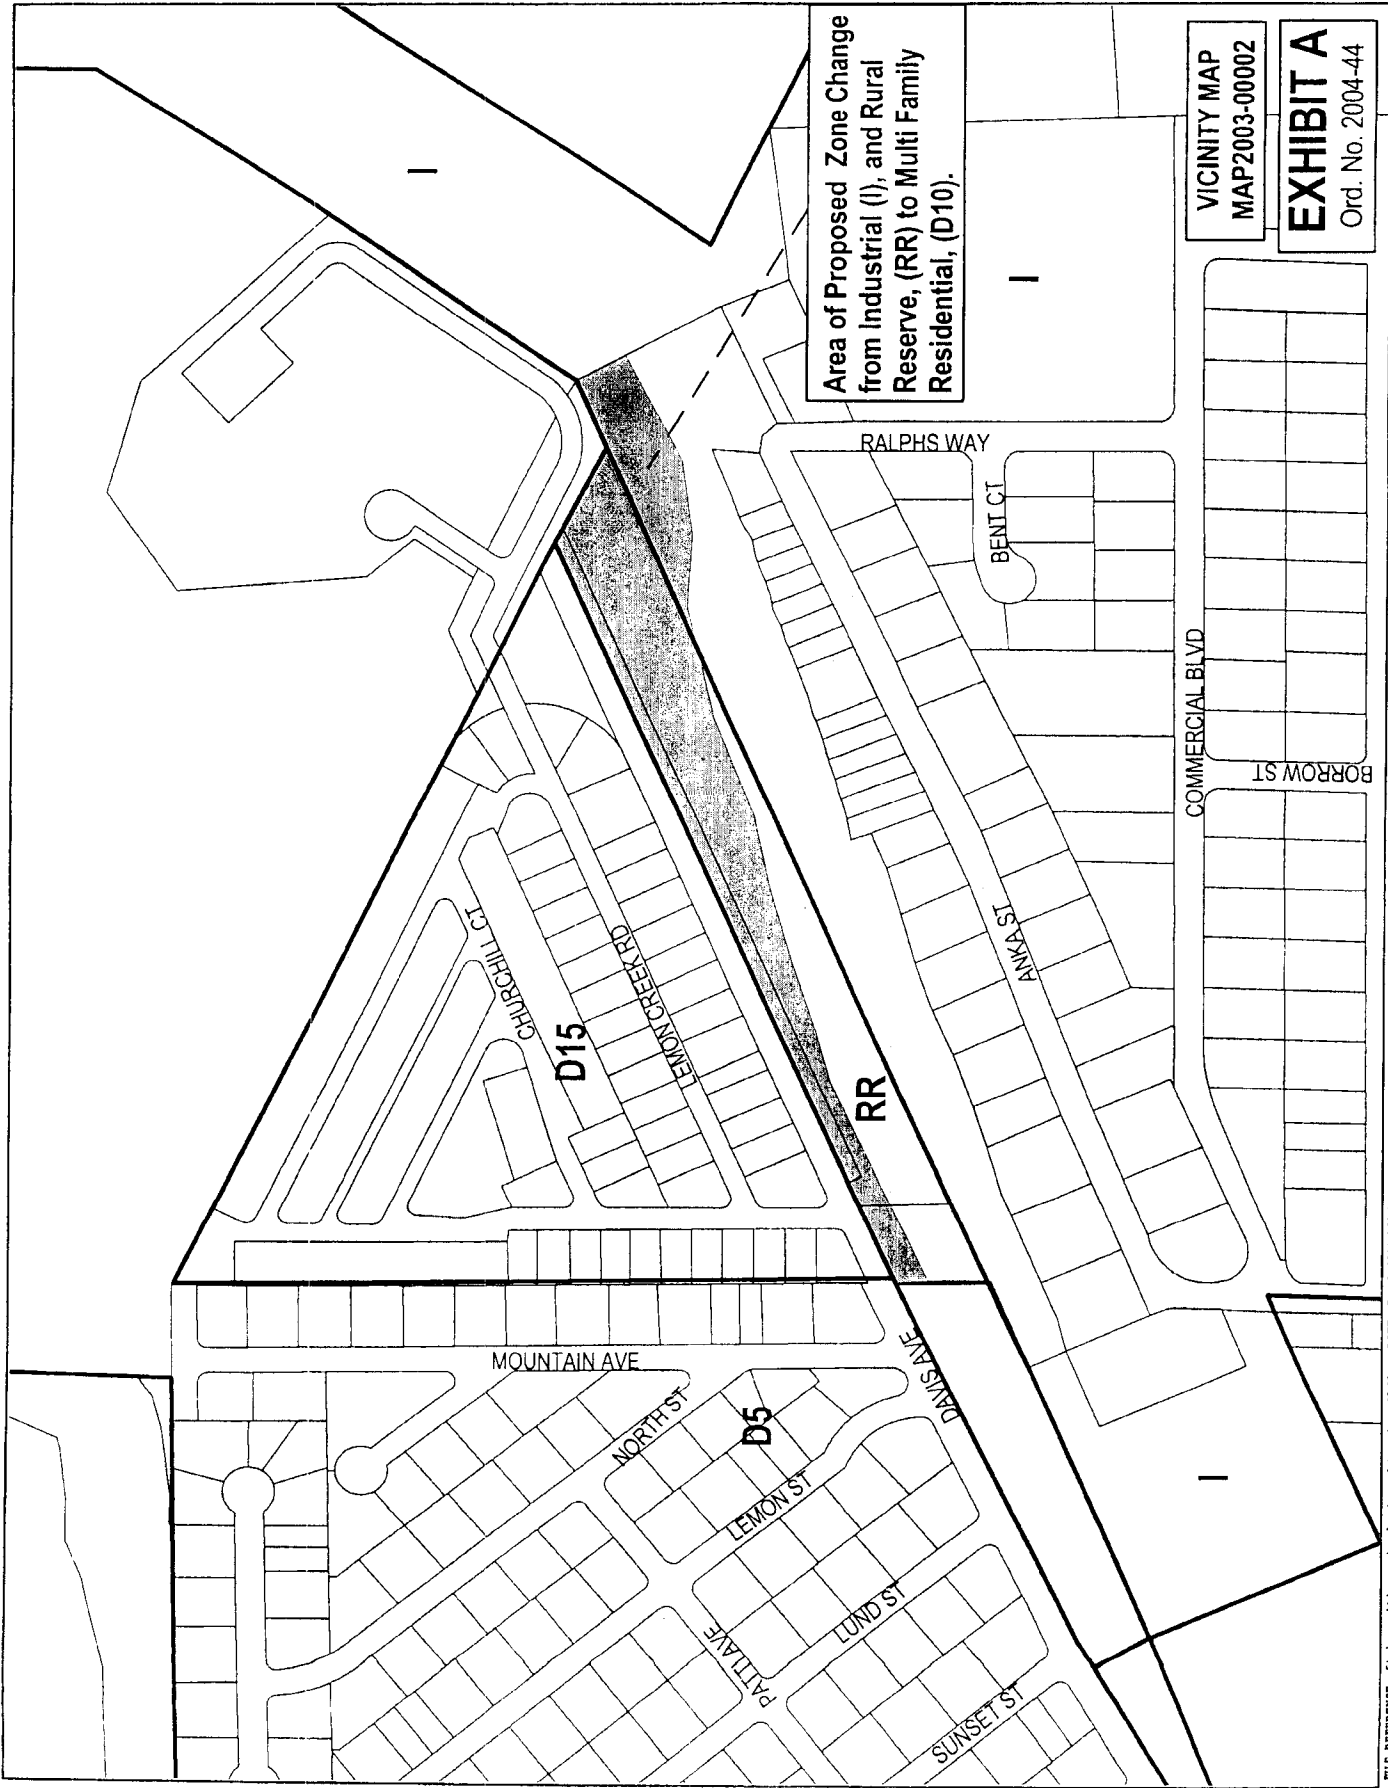 Area of Proposed Zone Change
from Industrial (I), and Rural
Reserve, (RR) to Multi Family
Residential, (D10).
VICINITY MAP
MAP2003-00002
EXHIBIT A
Ord. No. 2004-44
I
I
I
RALPHS WAY
BENT CT
COMMERCIAL BLVD
BORROW ST
ANKA ST
CHURCHILL CT
LEMON CREEK RD
D15
RR
MOUNTAIN AVE
NORTH ST
D5
DAVIS AVE
LEMON ST
LUND ST
PATTI AVE
SUNSET ST
FILE REFERENCE: